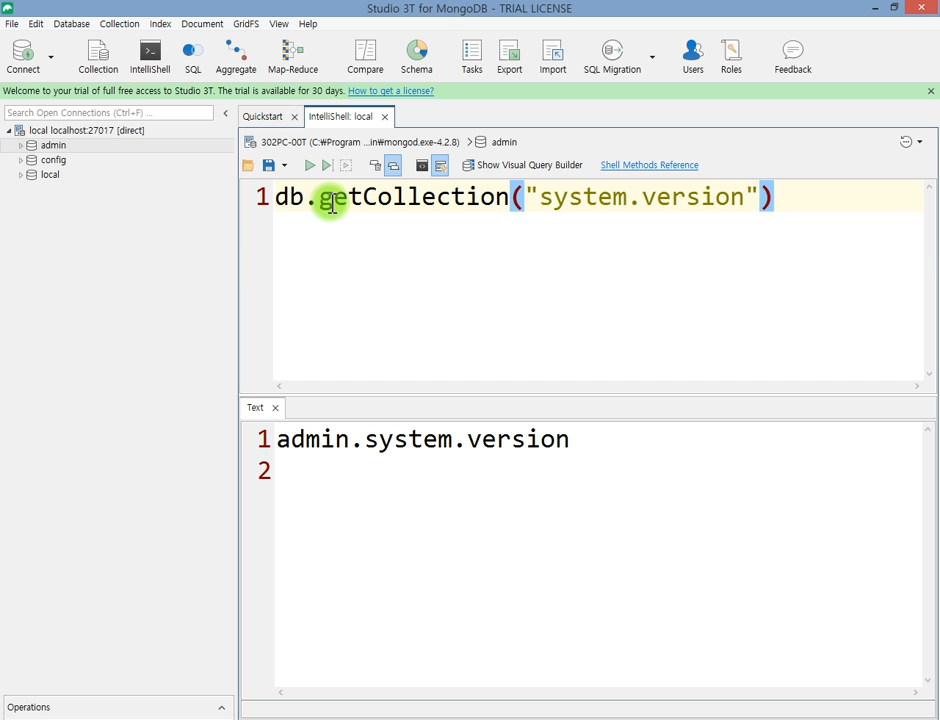 Studio 3T for MongoDB - TRIAL LICENSE
File Edit Database Collection Index Document GridFS View Help
Connect Collection IntelliShell SQL Aggregate Map-Reduce Compare Schema Tasks Export Import SQL Migration Users Roles Feedback
Welcome to your trial of full free access to Studio 3T. The trial is available for 30 days. How to get a license?
Search Open Connections (Ctrl+F) ...
Quickstart IntelliShell: local
local localhost:27017 [direct]
admin
config
local
302PC-00T (C:₩Program ...in₩mongod.exe-4.2.8) > admin
Show Visual Query Builder Shell Methods Reference
1 db.getCollection("system.version")
Text
1 admin.system.version
2
Operations